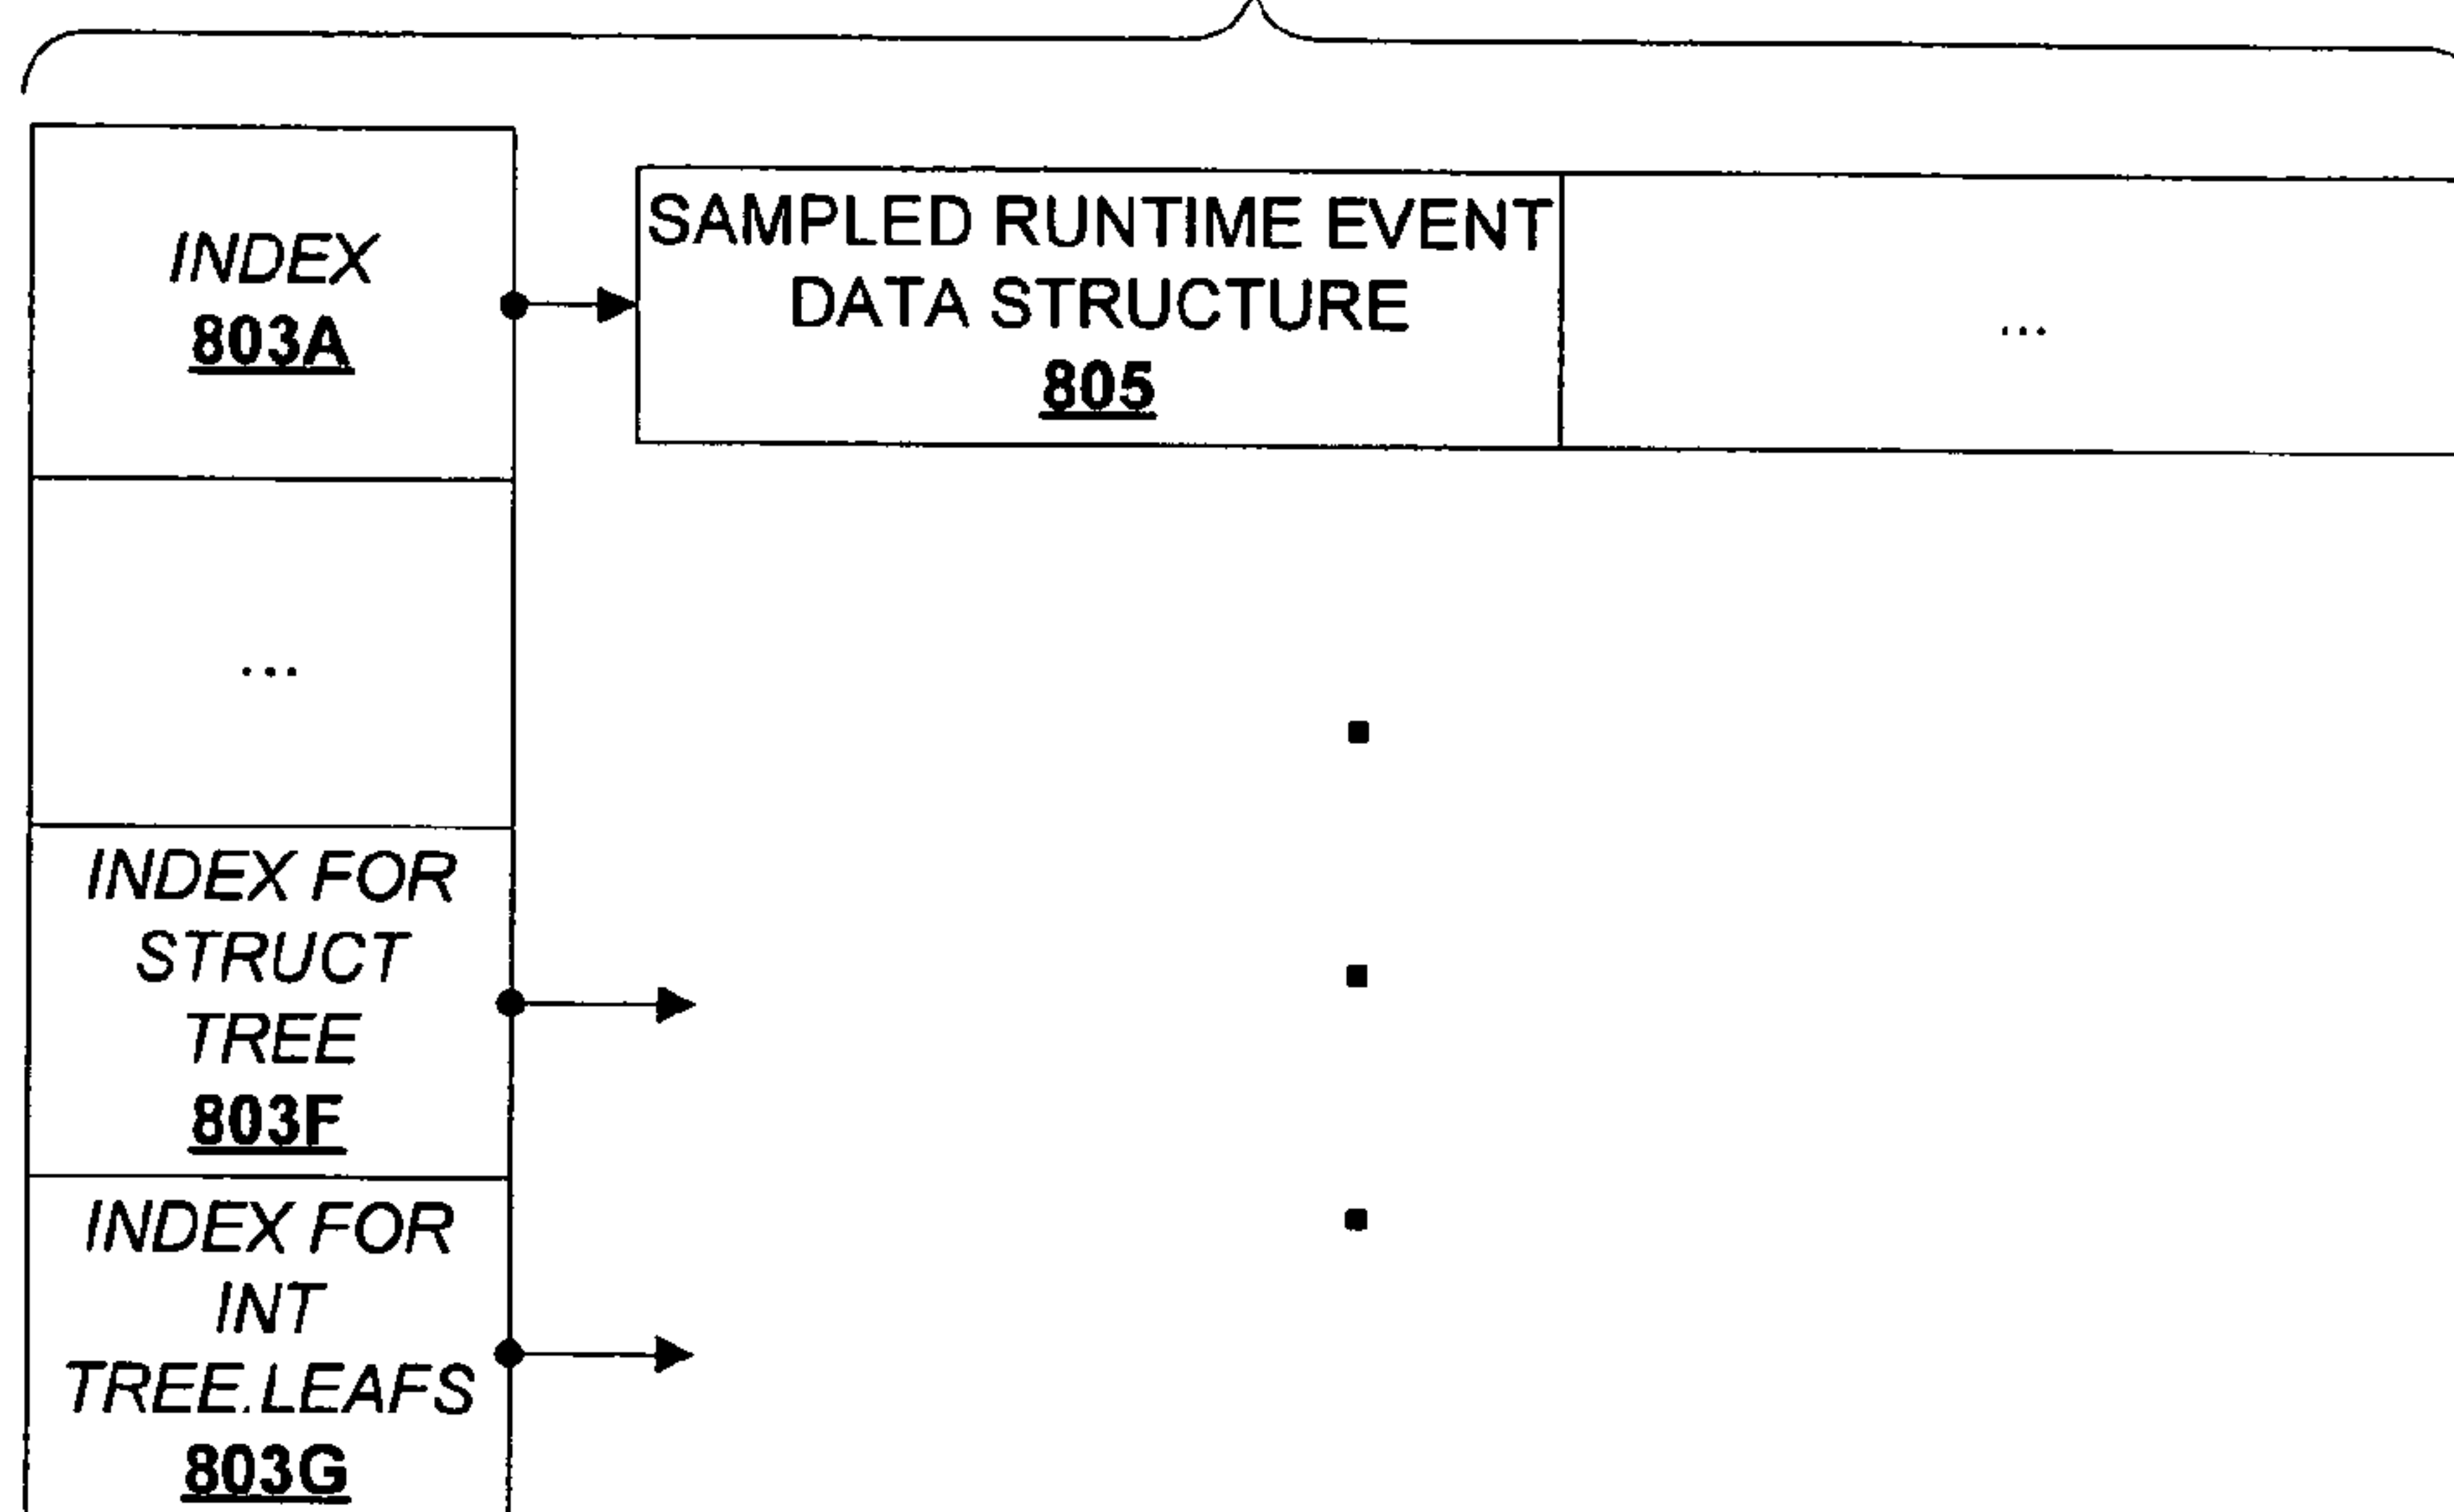 INDEX
803A
SAMPLED RUNTIME EVENT
DATA STRUCTURE
805
...
...
INDEX FOR
STRUCT
TREE
803F
INDEX FOR
INT
TREE.LEAFS
803G